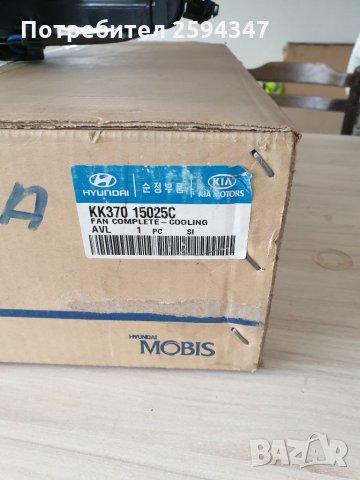 Потребител 2594347
HYUNDAI 순정부품 KIA KIA MOTORS
KK370 15025C
FAN COMPLETE-COOLING
AVL 1 PC SI
A
HYUNDAI
MOBIS
BAZAR